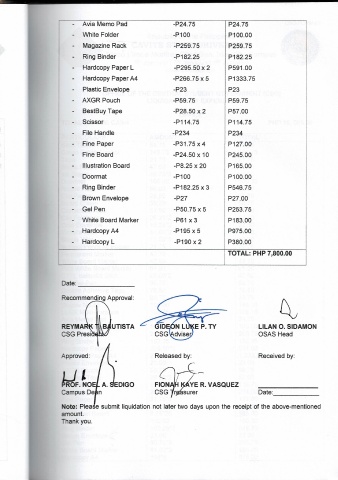 - Avia Memo Pad -P24.75 P24.75
- White Folder -P100 P100.00
- Magazine Rack -P259.75 P259.75
- Ring Binder -P182.25 P182.25
- Hardcopy Paper L -P295.50 x 2 P591.00
- Hardcopy Paper A4 -P266.75 x 5 P1333.75
- Plastic Envelope -P23 P23
- AXGR Pouch -P59.75 P59.75
- BestBuy Tape -P28.50 x 2 P57.00
- Scissor -P114.75 P114.75
- File Handle -P234 P234
- Fine Paper -P31.75 x 4 P127.00
- Fine Board -P24.50 x 10 P245.00
- Illustration Board -P8.25 x 20 P165.00
- Doormat -P100 P100.00
- Ring Binder -P182.25 x 3 P546.75
- Brown Envelope -P27 P27.00
- Gel Pen -P50.75 x 5 P253.75
- White Board Marker -P61 x 3 P183.00
- Hardcopy A4 -P195 x 5 P975.00
- Hardcopy L -P190 x 2 P380.00
TOTAL: PHP 7,800.00
Date: ________________
Recommending Approval:
REYMARK T. BAUTISTA GIDEON LUKE P. TY LILAN O. SIDAMON
CSG President CSG Adviser OSAS Head
Approved: Released by: Received by:
PROF. NOEL A. SEDIGO FIONAH KAYE R. VASQUEZ ________________
Campus Dean CSG Treasurer Date:____________
Note: Please submit liquidation not later two days upon the receipt of the above-mentioned
amount.
Thank you.